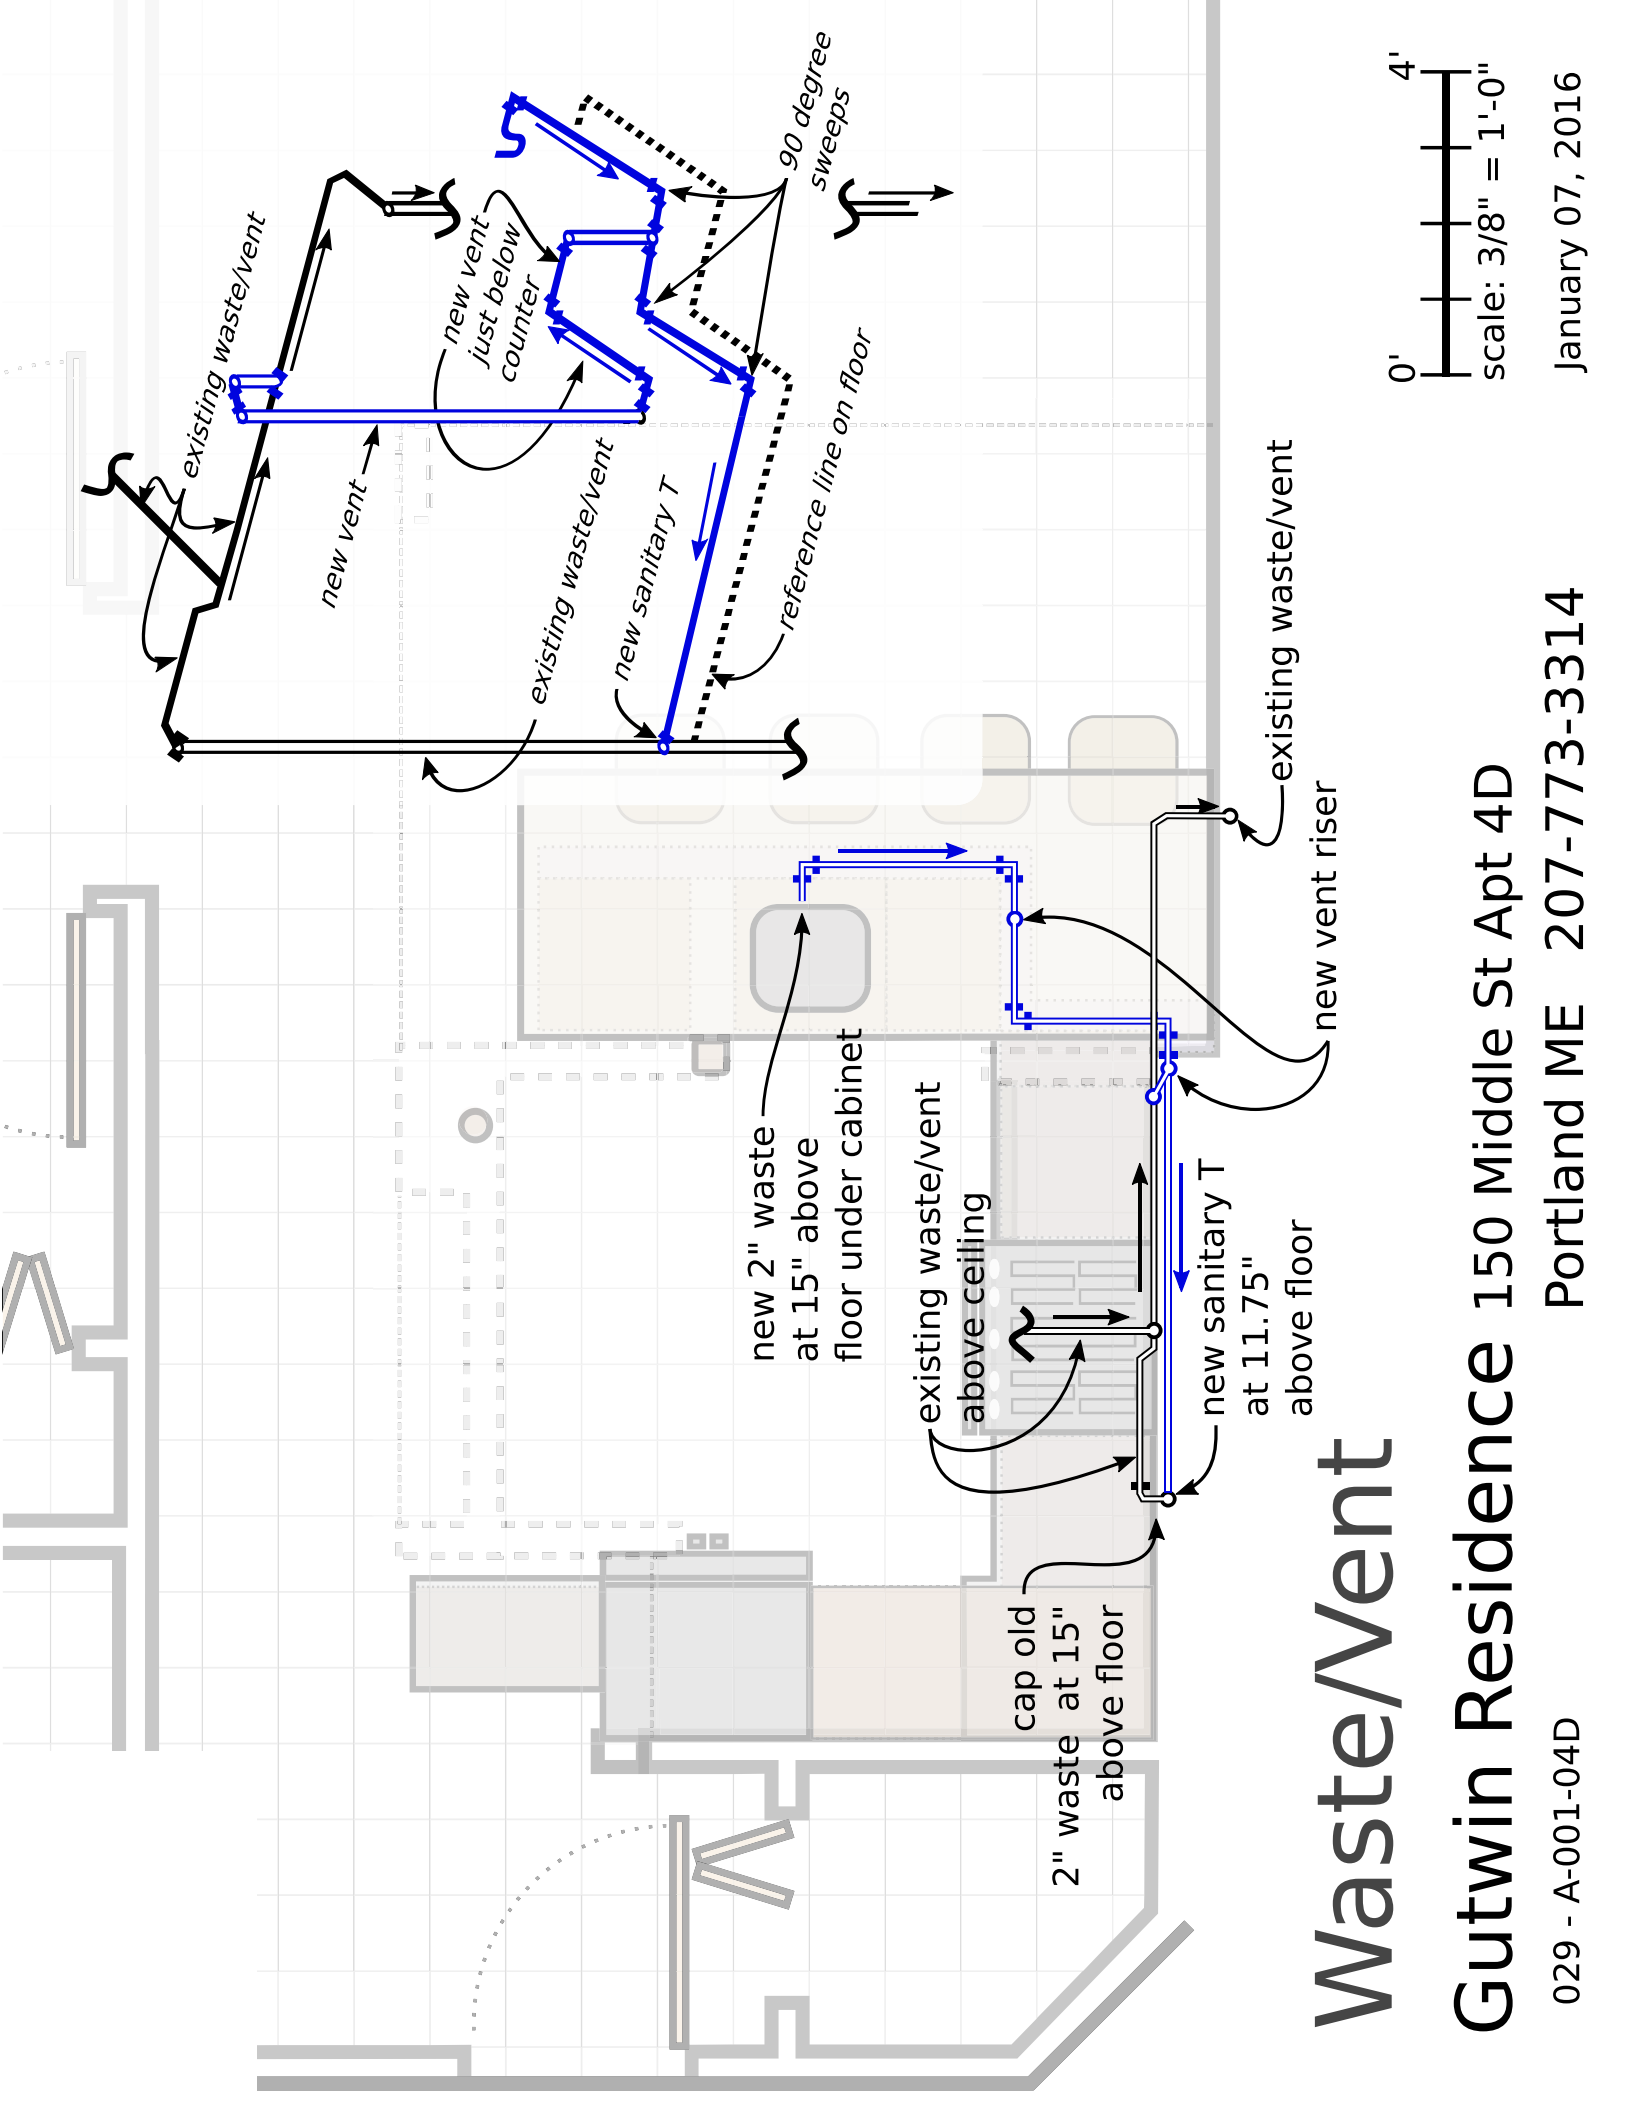 existing waste/vent
new vent
just below
counter
90 degree
sweeps
new vent
existing waste/vent
new sanitary T
reference line on floor
new 2" waste
at 15" above
floor under cabinet
existing waste/vent
above ceiling
cap old
2" waste at 15"
above floor
new sanitary T
at 11.75"
above floor
existing waste/vent
new vent riser
Waste/Vent
Gutwin Residence 150 Middle St Apt 4D
Portland ME 207-773-3314
029 - A-001-04D
0' 4'
scale: 3/8" = 1'-0"
January 07, 2016